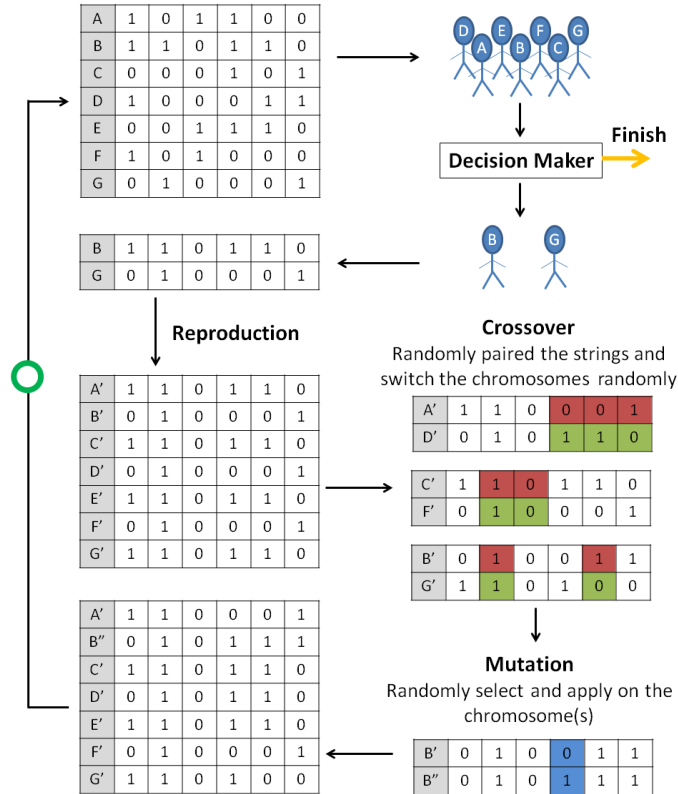 A 1 0 1 1 0 0
B 1 1 0 1 1 0
C 0 0 0 1 0 1
D 1 0 0 0 1 1
E 0 0 1 1 1 0
F 1 0 1 0 0 0
G 0 1 0 0 0 1
D E F G
A B C
Finish
Decision Maker
B G
B 1 1 0 1 1 0
G 0 1 0 0 0 1
Reproduction
Crossover
Randomly paired the strings and
switch the chromosomes randomly
A’ 1 1 0 1 1 0
B’ 0 1 0 0 0 1
C’ 1 1 0 1 1 0
D’ 0 1 0 0 0 1
E’ 1 1 0 1 1 0
F’ 0 1 0 0 0 1
G’ 1 1 0 1 1 0
A’ 1 1 0 0 0 1
D’ 0 1 0 1 1 0
C’ 1 1 0 1 1 0
F’ 0 1 0 0 0 1
B’ 0 1 0 0 1 1
G’ 1 1 0 1 0 0
Mutation
Randomly select and apply on the
chromosome(s)
B’ 0 1 0 0 1 1
B” 0 1 0 1 1 1
A’ 1 1 0 0 0 1
B” 0 1 0 1 1 1
C’ 1 1 0 1 1 0
D’ 0 1 0 1 1 0
E’ 1 1 0 1 1 0
F’ 0 1 0 0 0 1
G’ 1 1 0 1 0 0